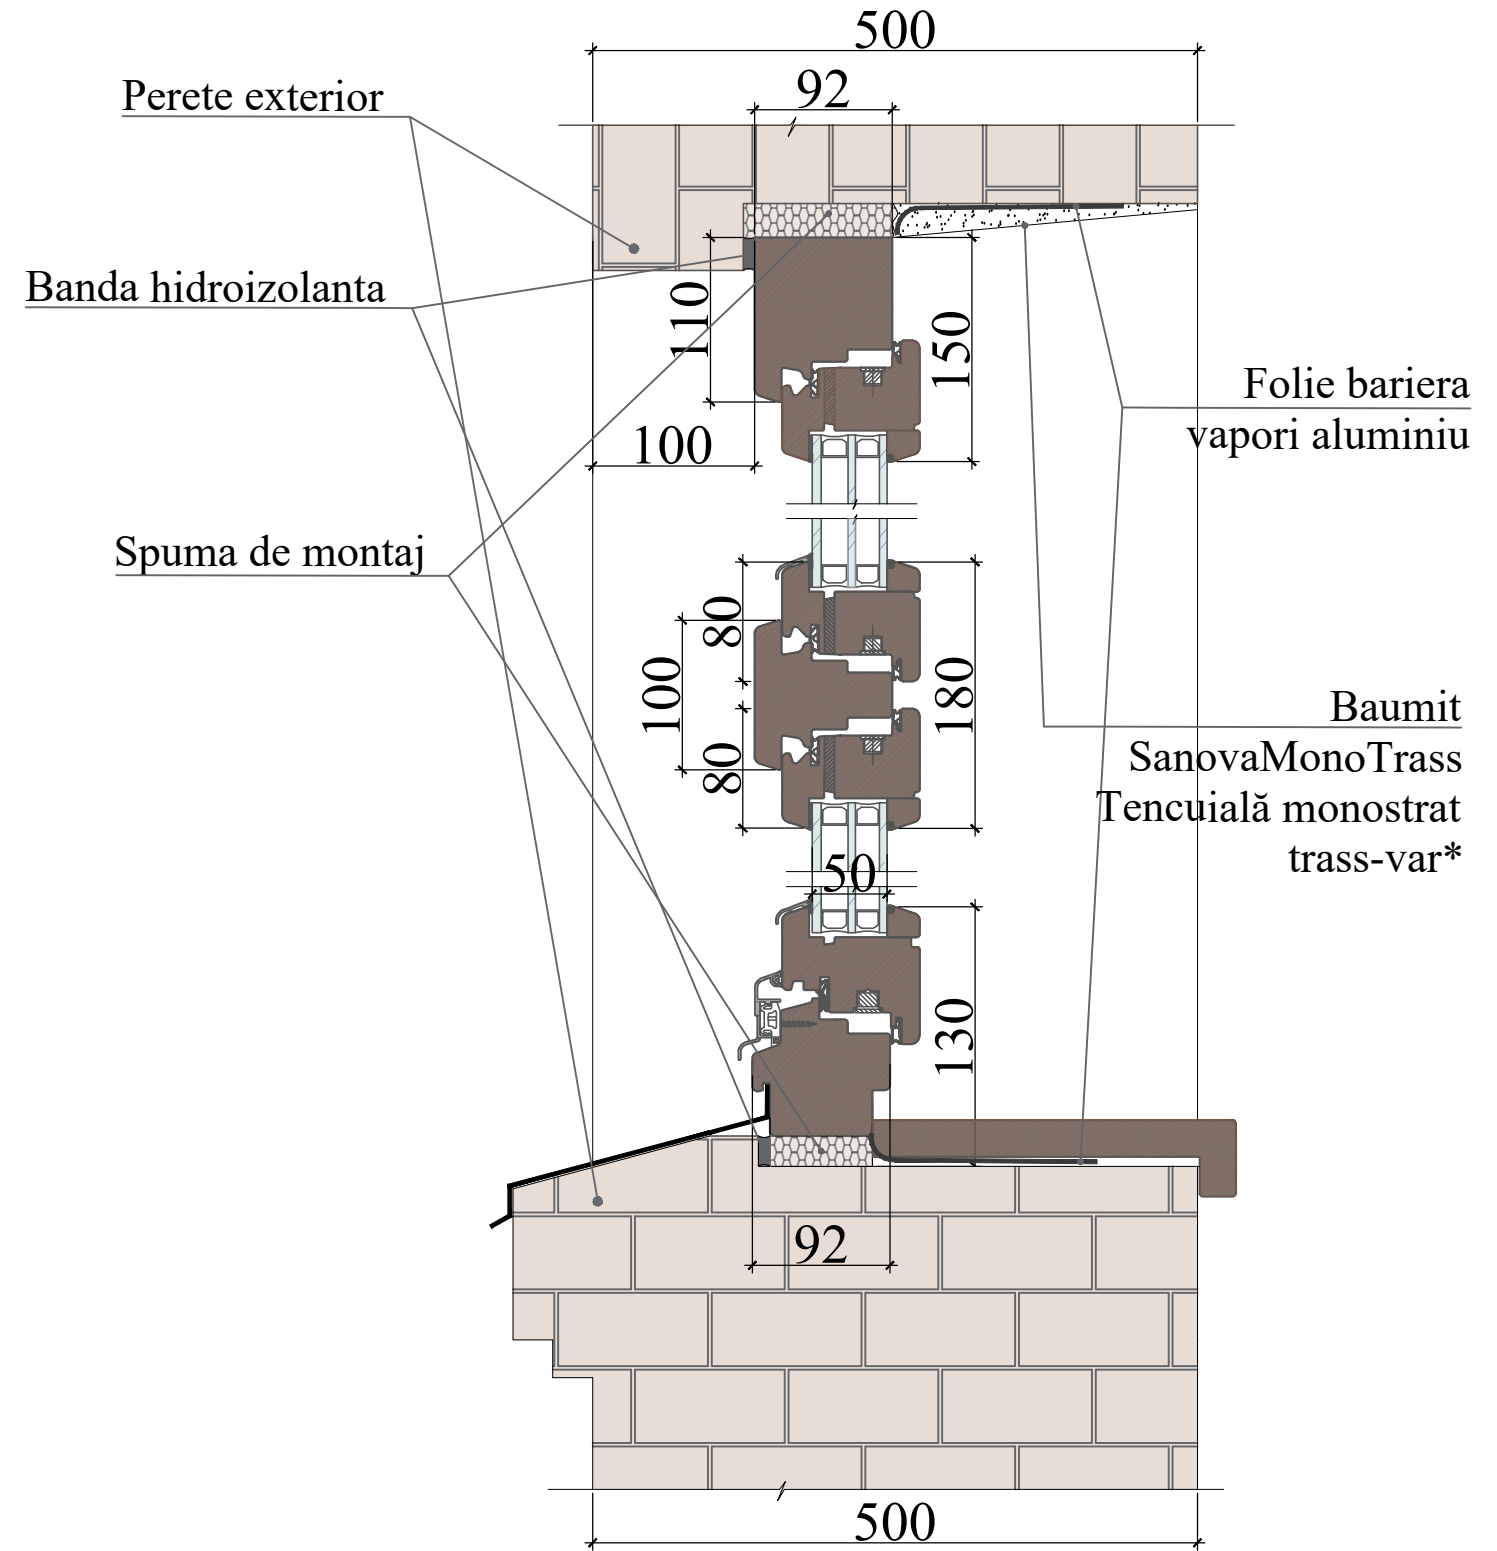 500
92
Perete exterior
Banda hidroizolanta
110
150
Folie bariera
vapori aluminiu
100
Spuma de montaj
80
100
180
80
Baumit
SanovaMonoTrass
Tencuială monostrat
trass-var*
50
130
92
500